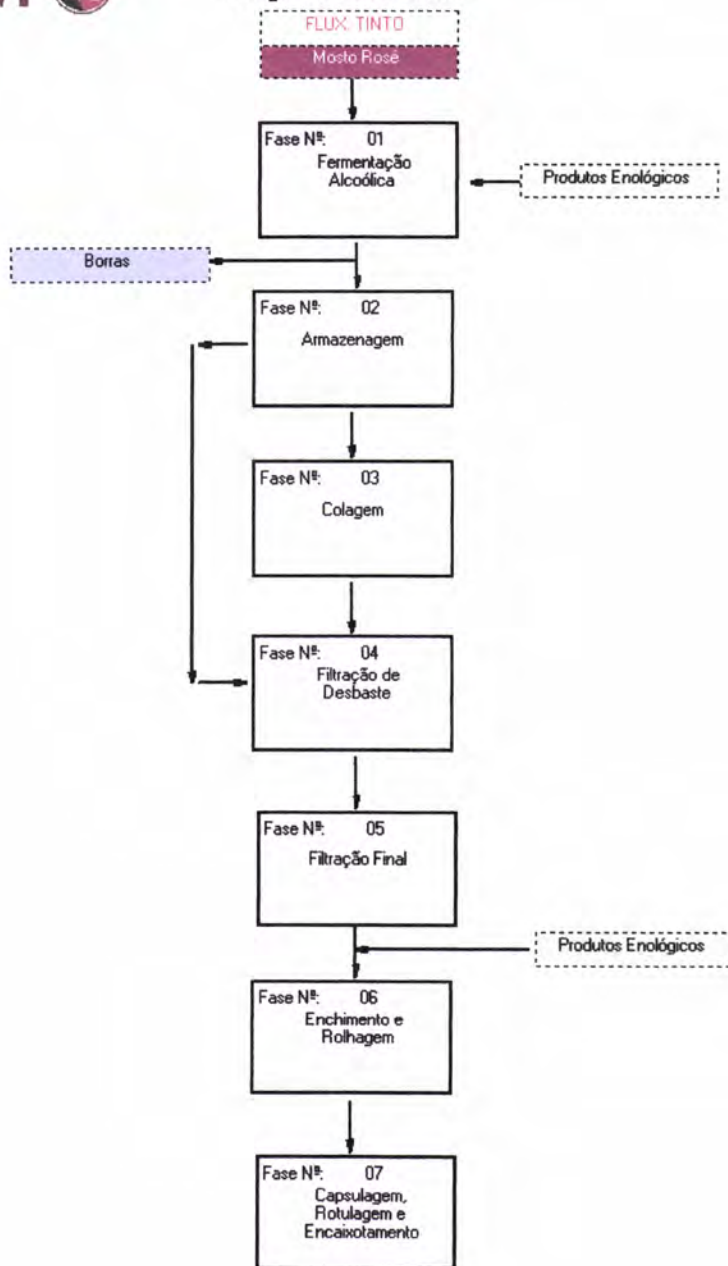 FLUX. TINTO
Mosto Rosé
Fase Nº: 01
Fermentação
Alcoólica
Produtos Enológicos
Borras
Fase Nº: 02
Armazenagem
Fase Nº: 03
Colagem
Fase Nº: 04
Filtração de
Desbaste
Fase Nº: 05
Filtração Final
Produtos Enológicos
Fase Nº: 06
Enchimento e
Rolhagem
Fase Nº: 07
Capsulagem,
Rotulagem e
Encaixotamento